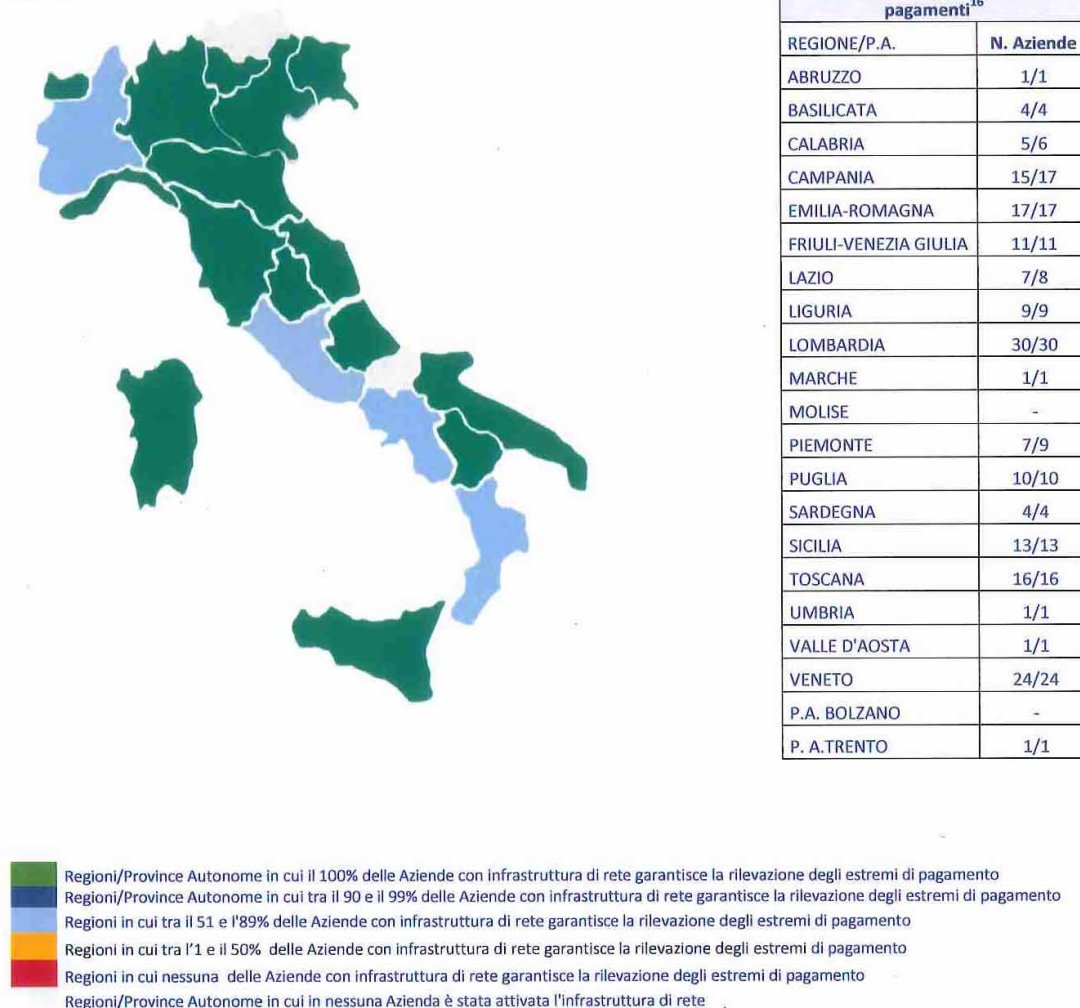 pagamenti16
REGIONE/P.A. N. Aziende
ABRUZZO 1/1
BASILICATA 4/4
CALABRIA 5/6
CAMPANIA 15/17
EMILIA-ROMAGNA 17/17
FRIULI-VENEZIA GIULIA 11/11
LAZIO 7/8
LIGURIA 9/9
LOMBARDIA 30/30
MARCHE 1/1
MOLISE -
PIEMONTE 7/9
PUGLIA 10/10
SARDEGNA 4/4
SICILIA 13/13
TOSCANA 16/16
UMBRIA 1/1
VALLE D'AOSTA 1/1
VENETO 24/24
P.A. BOLZANO -
P. A.TRENTO 1/1
Regioni/Province Autonome in cui il 100% delle Aziende con infrastruttura di rete garantisce la rilevazione degli estremi di pagamento
Regioni/Province Autonome in cui tra il 90 e il 99% delle Aziende con infrastruttura di rete garantisce la rilevazione degli estremi di pagamento
Regioni in cui tra il 51 e l'89% delle Aziende con infrastruttura di rete garantisce la rilevazione degli estremi di pagamento
Regioni in cui tra l'1 e il 50% delle Aziende con infrastruttura di rete garantisce la rilevazione degli estremi di pagamento
Regioni in cui nessuna delle Aziende con infrastruttura di rete garantisce la rilevazione degli estremi di pagamento
Regioni/Province Autonome in cui in nessuna Azienda è stata attivata l'infrastruttura di rete